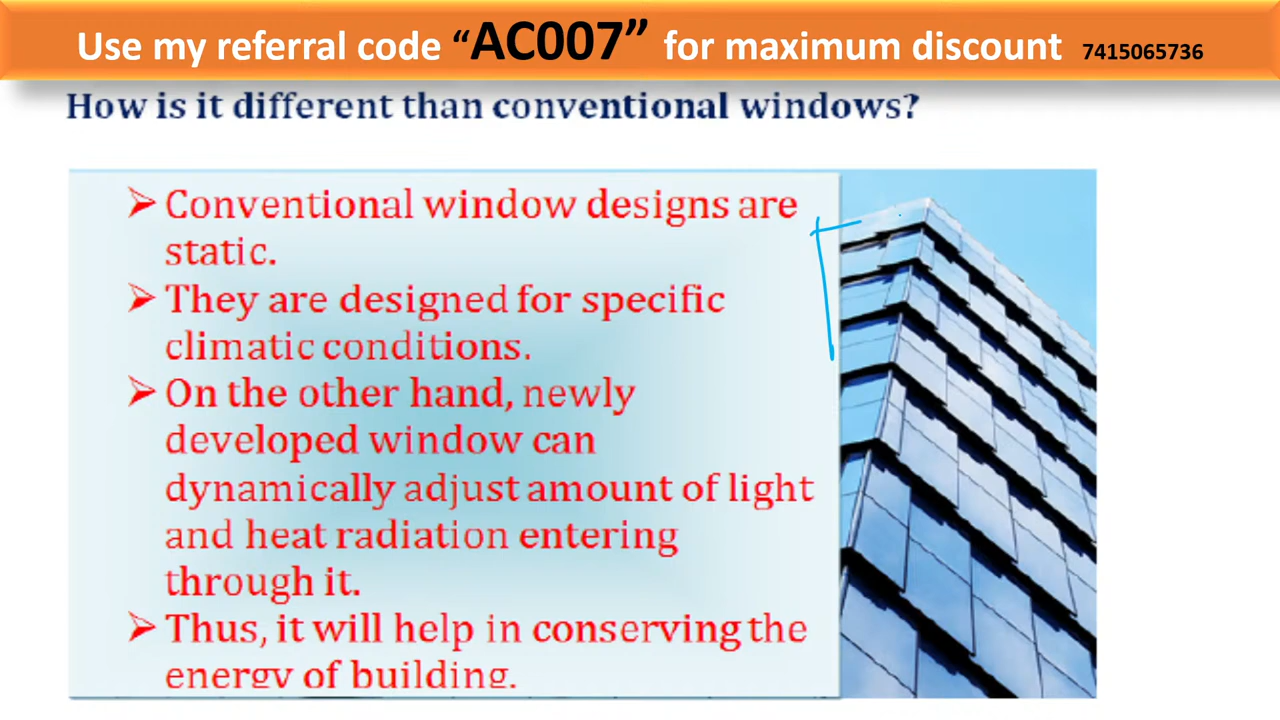 Use my referral code “AC007” for maximum discount 7415065736
How is it different than conventional windows?
➢ Conventional window designs are
static.
➢ They are designed for specific
climatic conditions.
➢ On the other hand, newly
developed window can
dynamically adjust amount of light
and heat radiation entering
through it.
➢ Thus, it will help in conserving the
energy of building.